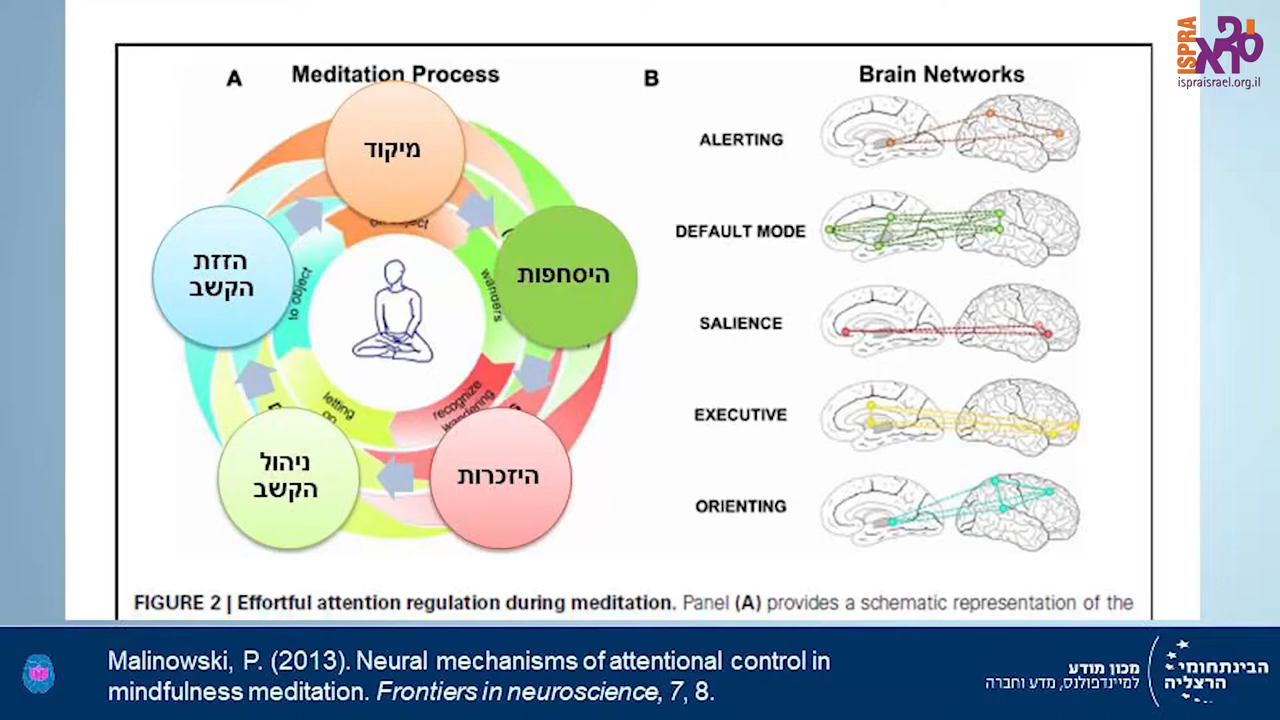 ISPRA
ispraisrael.org.il
A
Meditation Process
B
Brain Networks
מיקוד
היסחפות
היזכרות
ניהול
הקשב
הזזת
הקשב
wanders
recognize
wandering
letting
go
to object
ALERTING
DEFAULT MODE
SALIENCE
EXECUTIVE
ORIENTING
FIGURE 2 | Effortful attention regulation during meditation. Panel (A) provides a schematic representation of the
Malinowski, P. (2013). Neural mechanisms of attentional control in
mindfulness meditation. Frontiers in neuroscience, 7, 8.
מכון מודע
למיינדפולנס, מדע וחברה
הבינתחומי
הרצליה